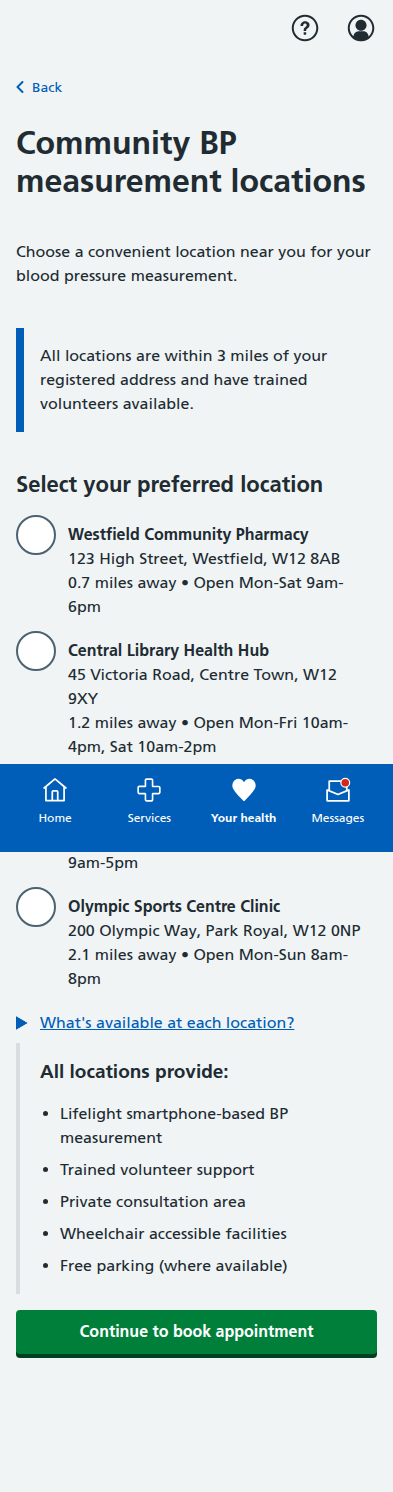 Back
Community BP
measurement locations
Choose a convenient location near you for your
blood pressure measurement.
All locations are within 3 miles of your
registered address and have trained
volunteers available.
Select your preferred location
Westfield Community Pharmacy
123 High Street, Westfield, W12 8AB
0.7 miles away • Open Mon-Sat 9am-
6pm
Central Library Health Hub
45 Victoria Road, Centre Town, W12
9XY
1.2 miles away • Open Mon-Fri 10am-
4pm, Sat 10am-2pm
Home Services Your health Messages
9am-5pm
Olympic Sports Centre Clinic
200 Olympic Way, Park Royal, W12 0NP
2.1 miles away • Open Mon-Sun 8am-
8pm
What's available at each location?
All locations provide:
• Lifelight smartphone-based BP
measurement
• Trained volunteer support
• Private consultation area
• Wheelchair accessible facilities
• Free parking (where available)
Continue to book appointment